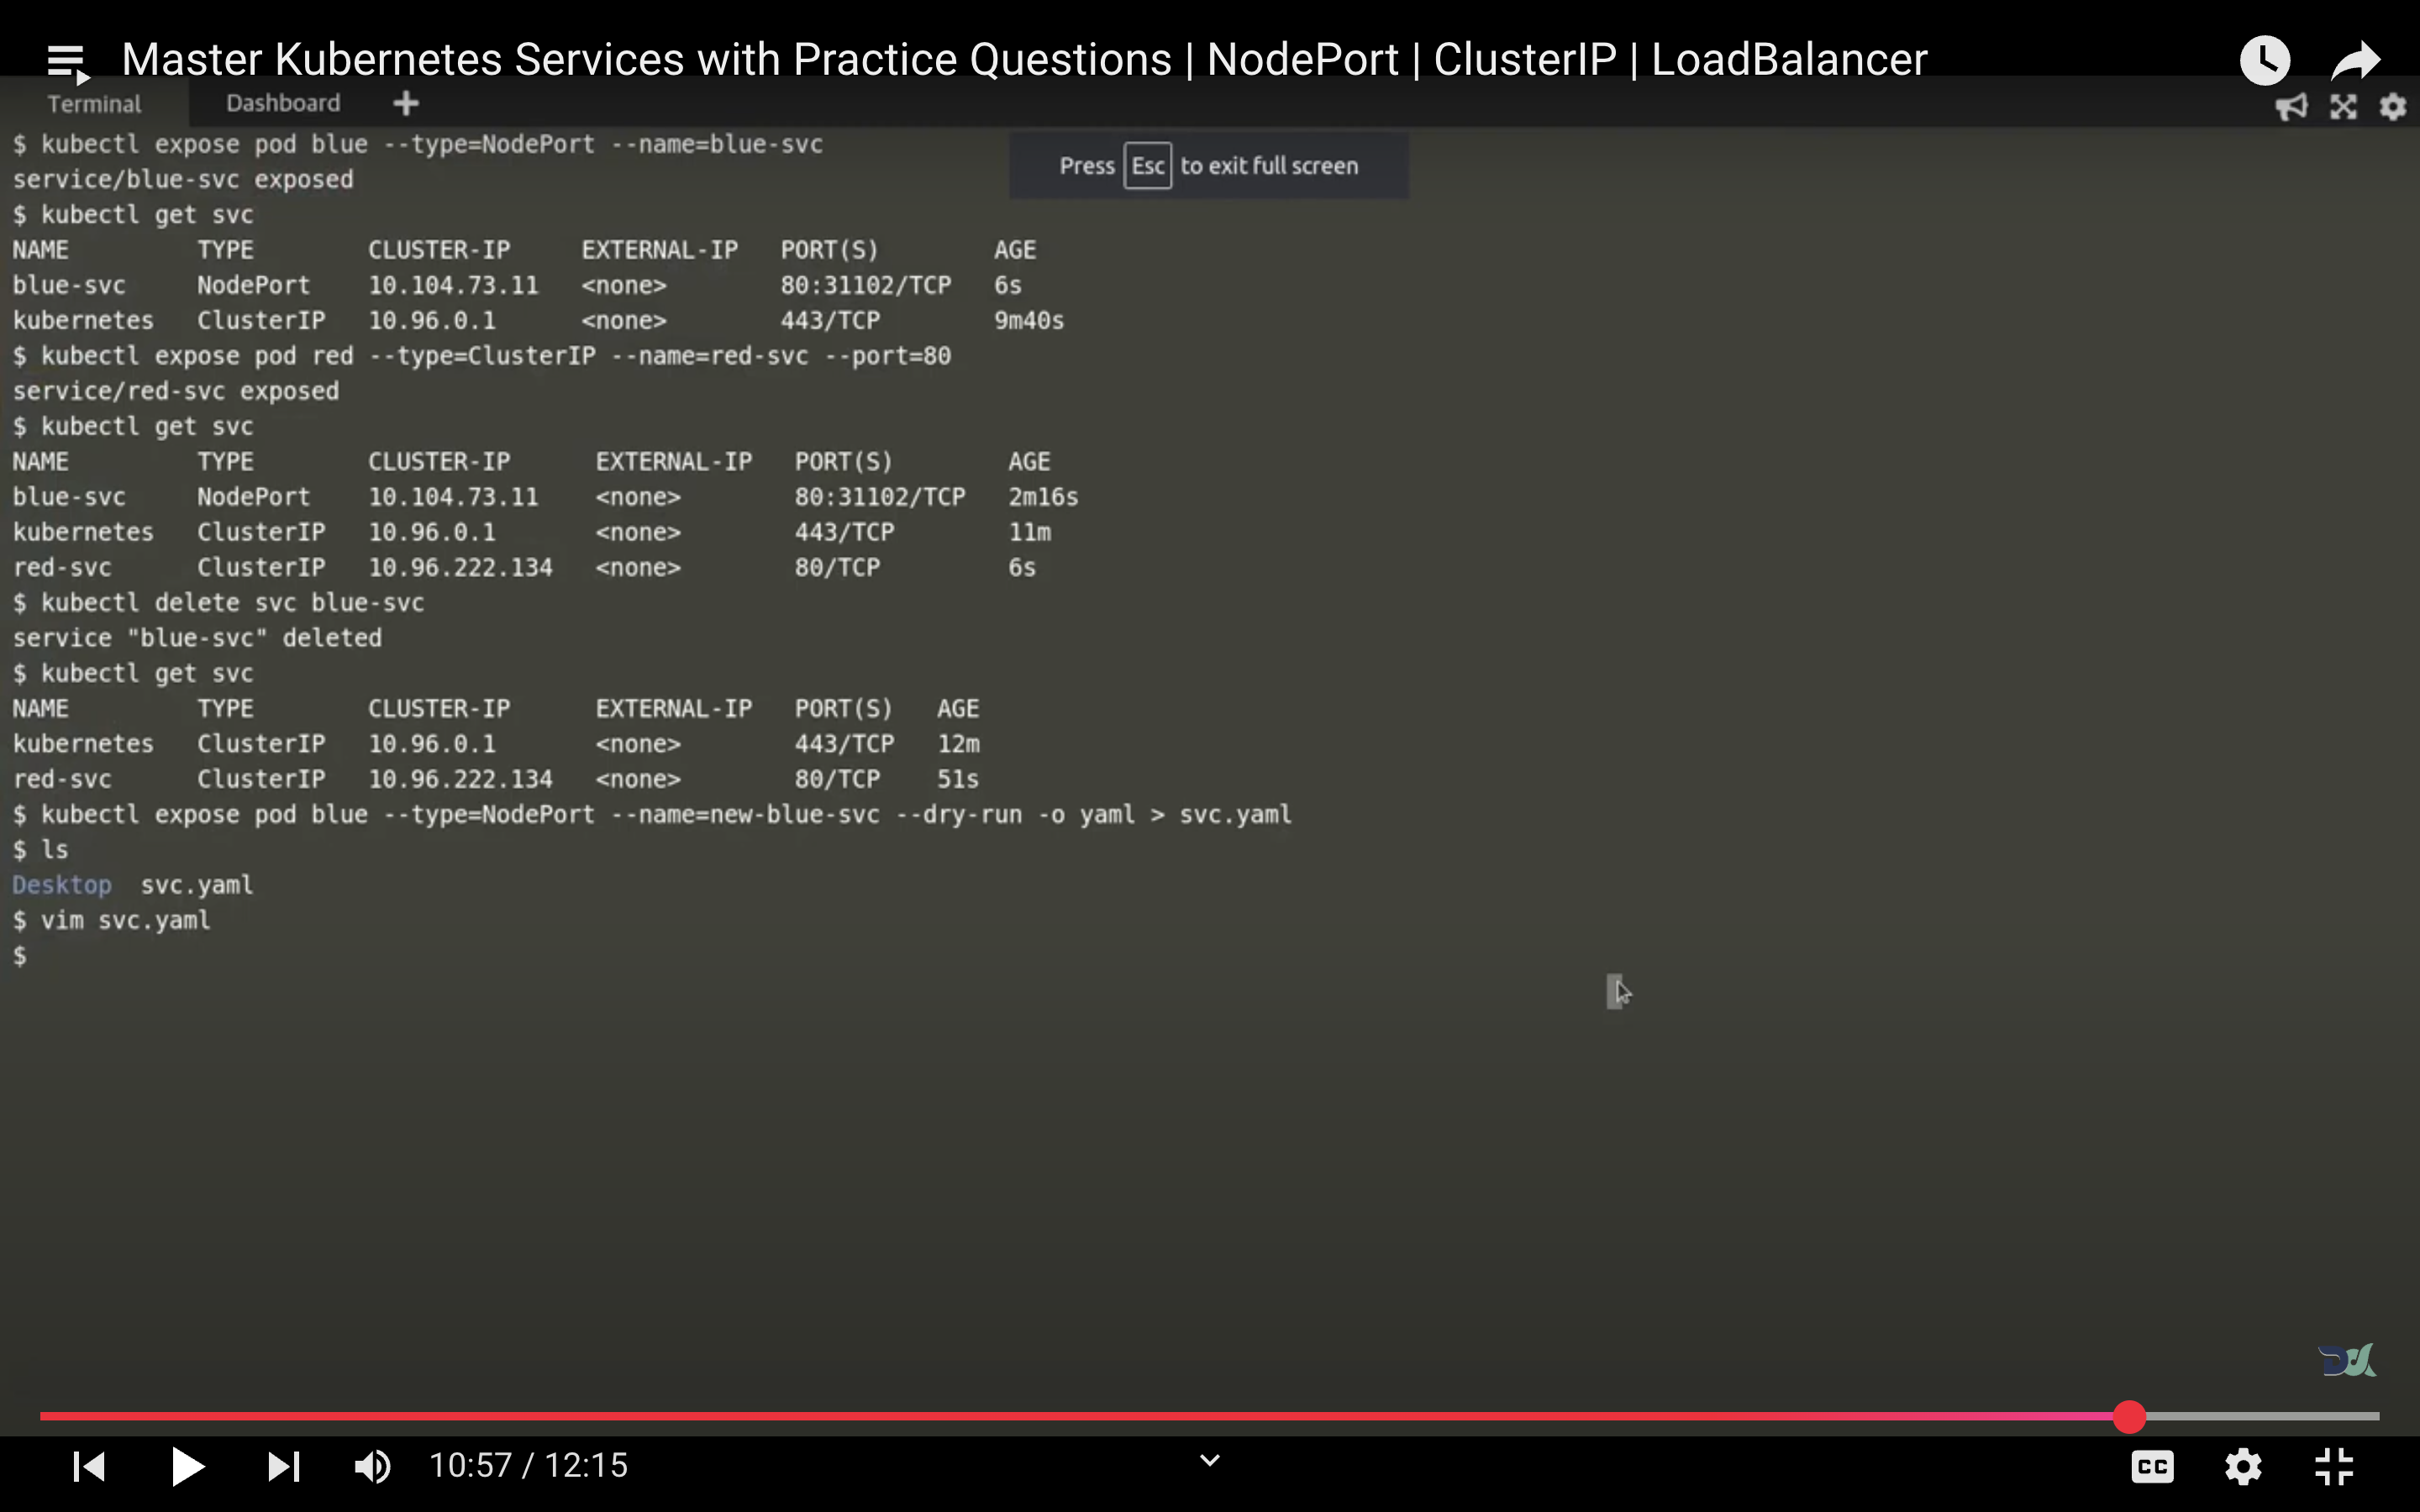 Master Kubernetes Services with Practice Questions | NodePort | ClusterIP | LoadBalancer
Terminal Dashboard +
Press Esc to exit full screen
$ kubectl expose pod blue --type=NodePort --name=blue-svc
service/blue-svc exposed
$ kubectl get svc
NAME TYPE CLUSTER-IP EXTERNAL-IP PORT(S) AGE
blue-svc NodePort 10.104.73.11 <none> 80:31102/TCP 6s
kubernetes ClusterIP 10.96.0.1 <none> 443/TCP 9m40s
$ kubectl expose pod red --type=ClusterIP --name=red-svc --port=80
service/red-svc exposed
$ kubectl get svc
NAME TYPE CLUSTER-IP EXTERNAL-IP PORT(S) AGE
blue-svc NodePort 10.104.73.11 <none> 80:31102/TCP 2m16s
kubernetes ClusterIP 10.96.0.1 <none> 443/TCP 11m
red-svc ClusterIP 10.96.222.134 <none> 80/TCP 6s
$ kubectl delete svc blue-svc
service "blue-svc" deleted
$ kubectl get svc
NAME TYPE CLUSTER-IP EXTERNAL-IP PORT(S) AGE
kubernetes ClusterIP 10.96.0.1 <none> 443/TCP 12m
red-svc ClusterIP 10.96.222.134 <none> 80/TCP 51s
$ kubectl expose pod blue --type=NodePort --name=new-blue-svc --dry-run -o yaml > svc.yaml
$ ls
Desktop svc.yaml
$ vim svc.yaml
$
10:57 / 12:15
CC